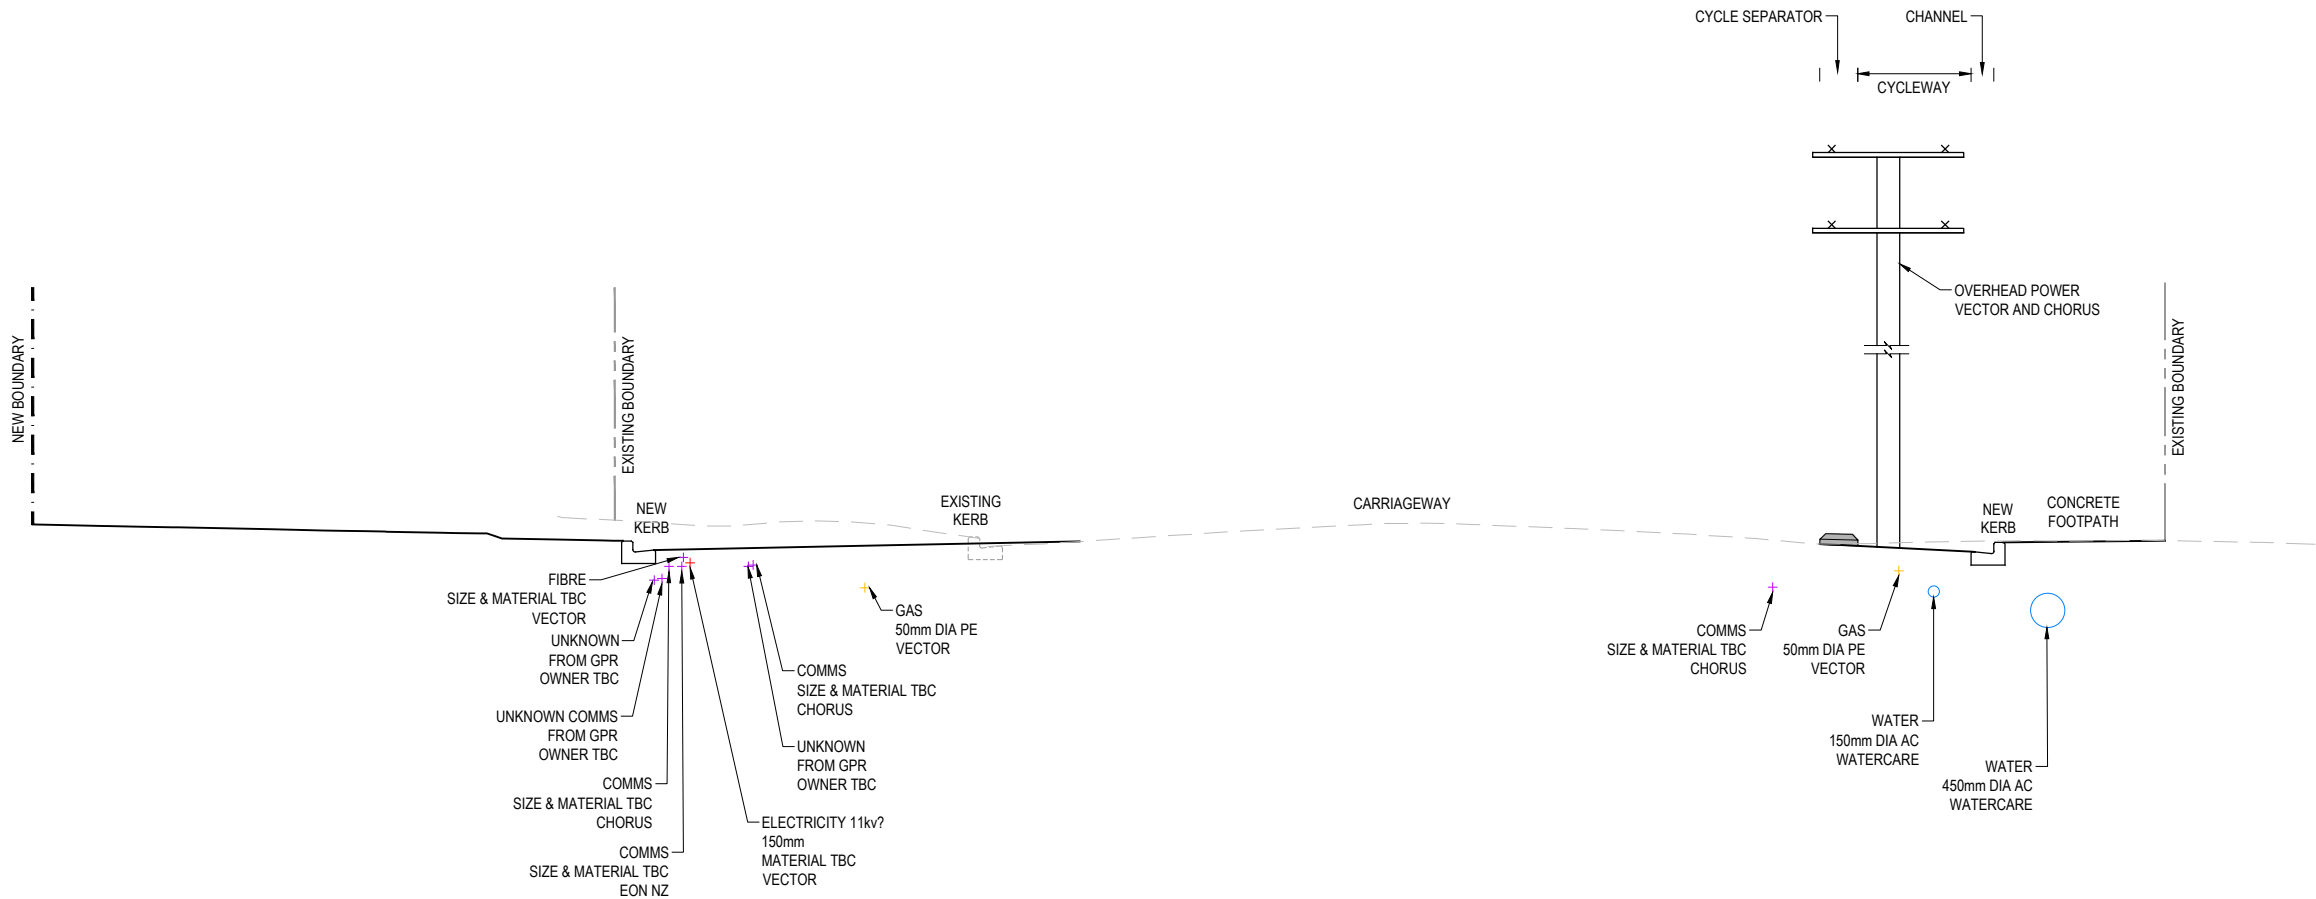 CYCLE SEPARATOR
CHANNEL
CYCLEWAY
OVERHEAD POWER
VECTOR AND CHORUS
NEW BOUNDARY
EXISTING BOUNDARY
EXISTING BOUNDARY
NEW
KERB
EXISTING
KERB
CARRIAGEWAY
NEW
KERB
CONCRETE
FOOTPATH
FIBRE
SIZE & MATERIAL TBC
VECTOR
UNKNOWN
FROM GPR
OWNER TBC
UNKNOWN COMMS
FROM GPR
OWNER TBC
COMMS
SIZE & MATERIAL TBC
CHORUS
COMMS
SIZE & MATERIAL TBC
EON NZ
ELECTRICITY 11kv?
150mm
MATERIAL TBC
VECTOR
UNKNOWN
FROM GPR
OWNER TBC
COMMS
SIZE & MATERIAL TBC
CHORUS
GAS
50mm DIA PE
VECTOR
COMMS
SIZE & MATERIAL TBC
CHORUS
GAS
50mm DIA PE
VECTOR
WATER
150mm DIA AC
WATERCARE
WATER
450mm DIA AC
WATERCARE